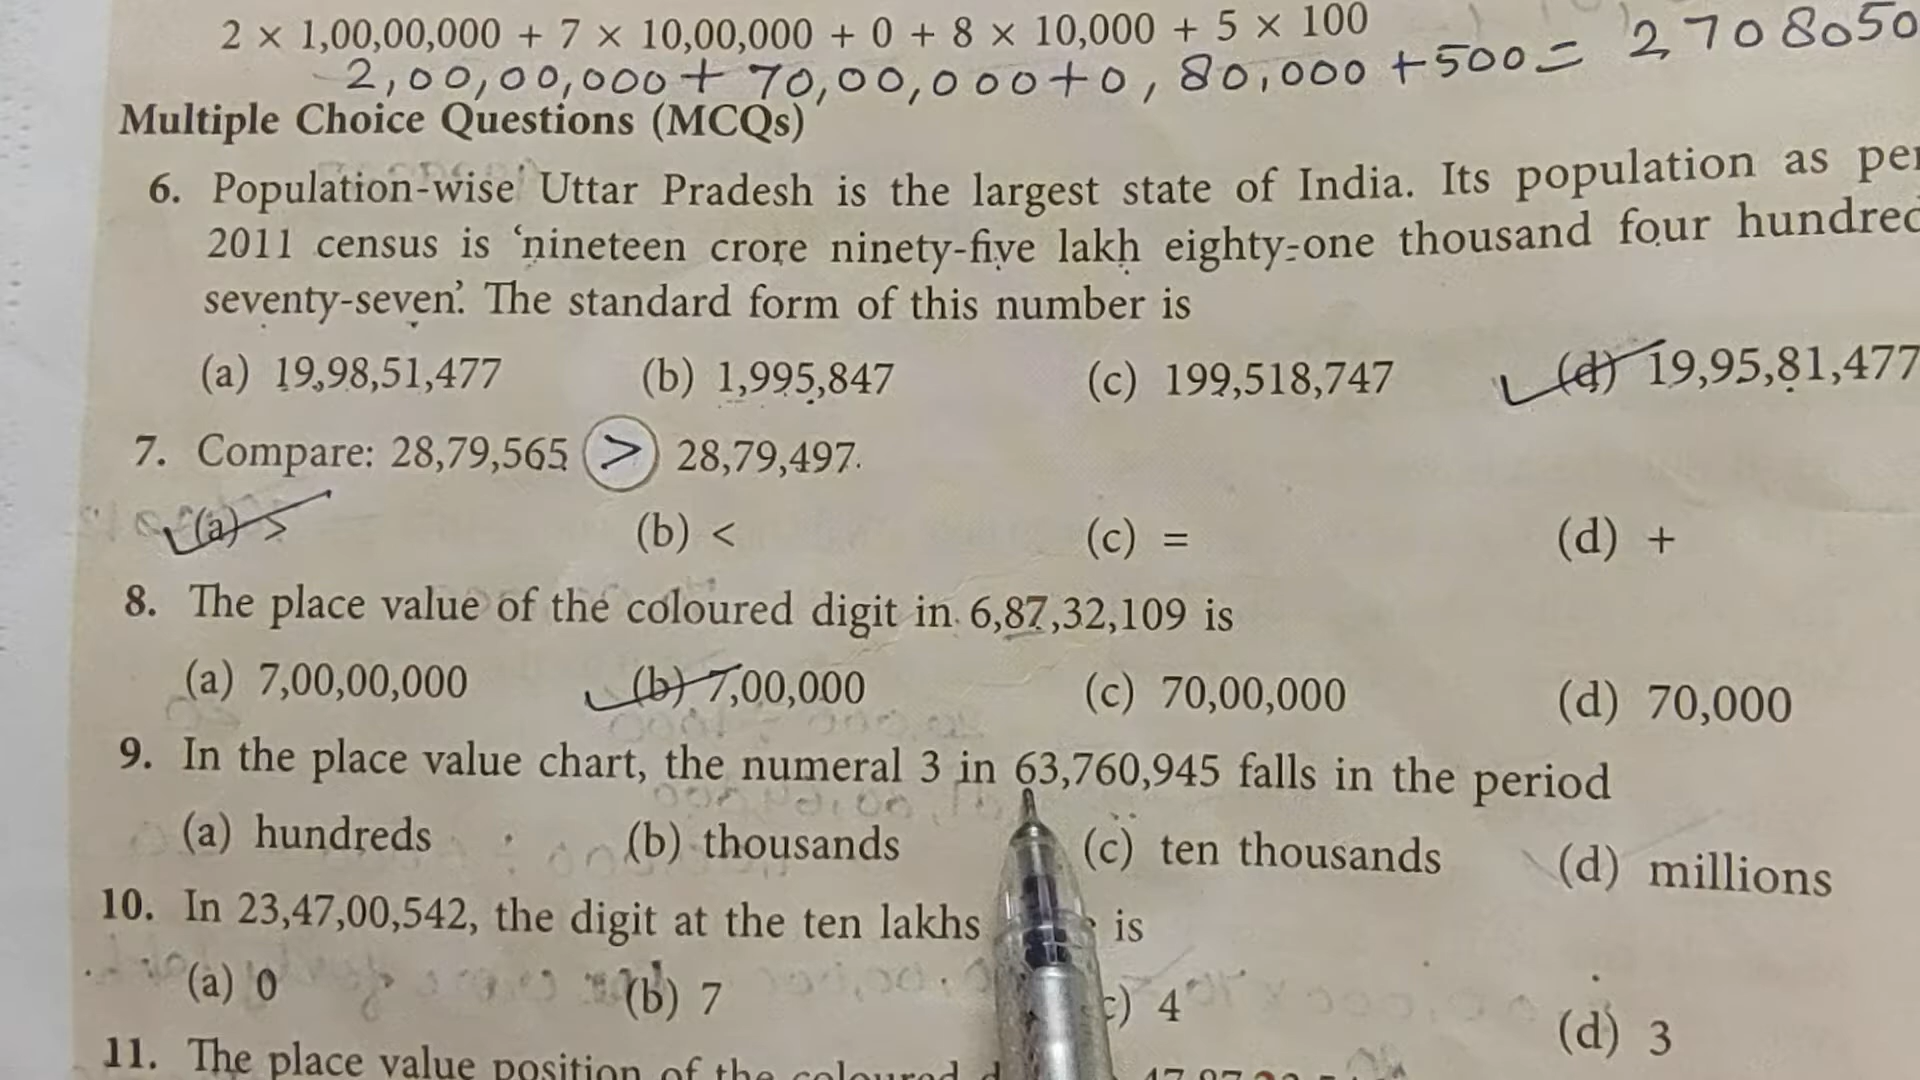 2 × 1,00,00,000 + 7 × 10,00,000 + 0 + 8 × 10,000 + 5 × 100
2,00,00,000 + 70,00,000+0, 80,000 +500 = 2708050
Multiple Choice Questions (MCQs)
6. Population-wise Uttar Pradesh is the largest state of India. Its population as per
2011 census is ‘nineteen crore ninety-five lakh eighty-one thousand four hundred
seventy-seven’. The standard form of this number is
(a) 19,98,51,477 (b) 1,995,847 (c) 199,518,747 (d) 19,95,81,477
7. Compare: 28,79,565 > 28,79,497.
(a) > (b) < (c) = (d) +
8. The place value of the coloured digit in 6,87,32,109 is
(a) 7,00,00,000 (b) 7,00,000 (c) 70,00,000 (d) 70,000
9. In the place value chart, the numeral 3 in 63,760,945 falls in the period
(a) hundreds (b) thousands (c) ten thousands (d) millions
10. In 23,47,00,542, the digit at the ten lakhs is
(a) 0 (b) 7 (c) 4 (d) 3
11. The place value position of the coloured